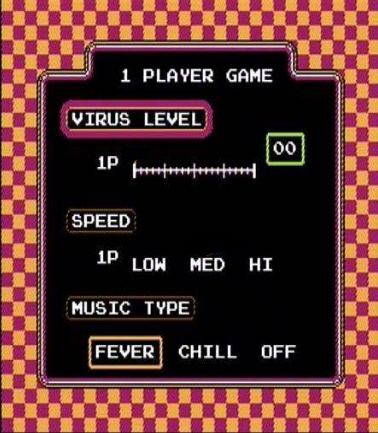 1 PLAYER GAME
VIRUS LEVEL
1P 00
SPEED
1P LOW MED HI
MUSIC TYPE
FEVER CHILL OFF